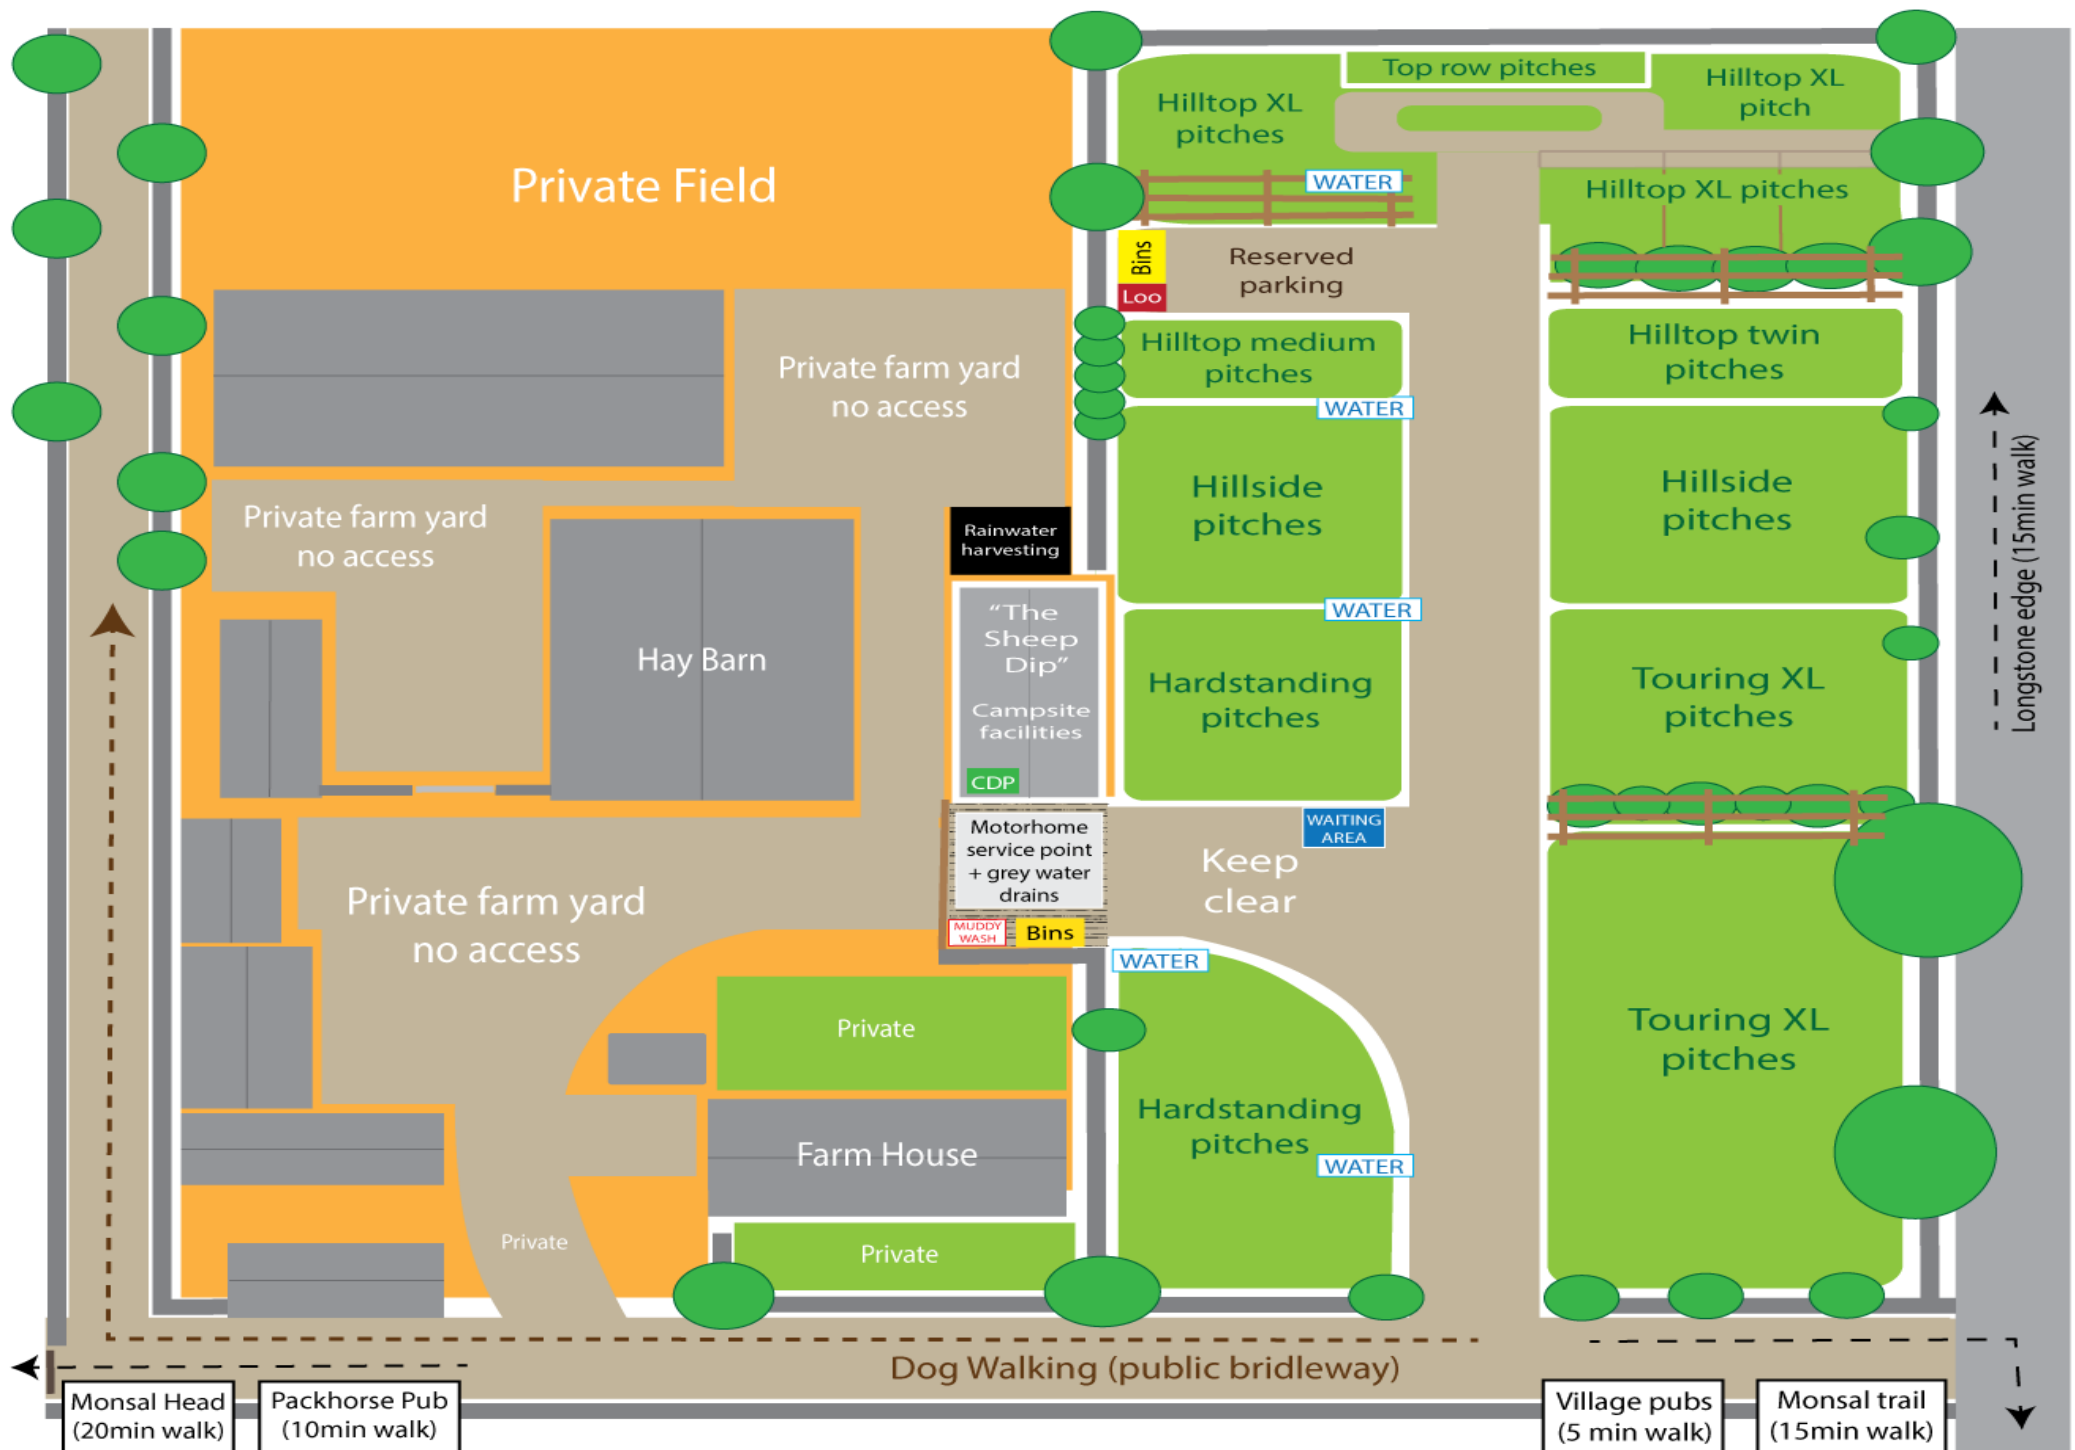 Top row pitches
Hilltop XL
pitch
Hilltop XL
pitches
Private Field
WATER
Hilltop XL pitches
Bins
Loo
Reserved
parking
Hilltop medium
pitches
Hilltop twin
pitches
Private farm yard
no access
WATER
Hillside
pitches
Hillside
pitches
Longstone edge (15min walk)
Private farm yard
no access
Rainwater
harvesting
WATER
"The
Sheep
Dip"
Campsite
facilities
CDP
Hay Barn
Hardstanding
pitches
Touring XL
pitches
WAITING
AREA
Motorhome
service point
+ grey water
drains
Keep
clear
Private farm yard
no access
MUDDY
WASH
Bins
WATER
Private
Touring XL
pitches
Hardstanding
pitches
WATER
Farm House
Private
Private
Dog Walking (public bridleway)
Monsal Head
(20min walk)
Packhorse Pub
(10min walk)
Village pubs
(5 min walk)
Monsal trail
(15min walk)